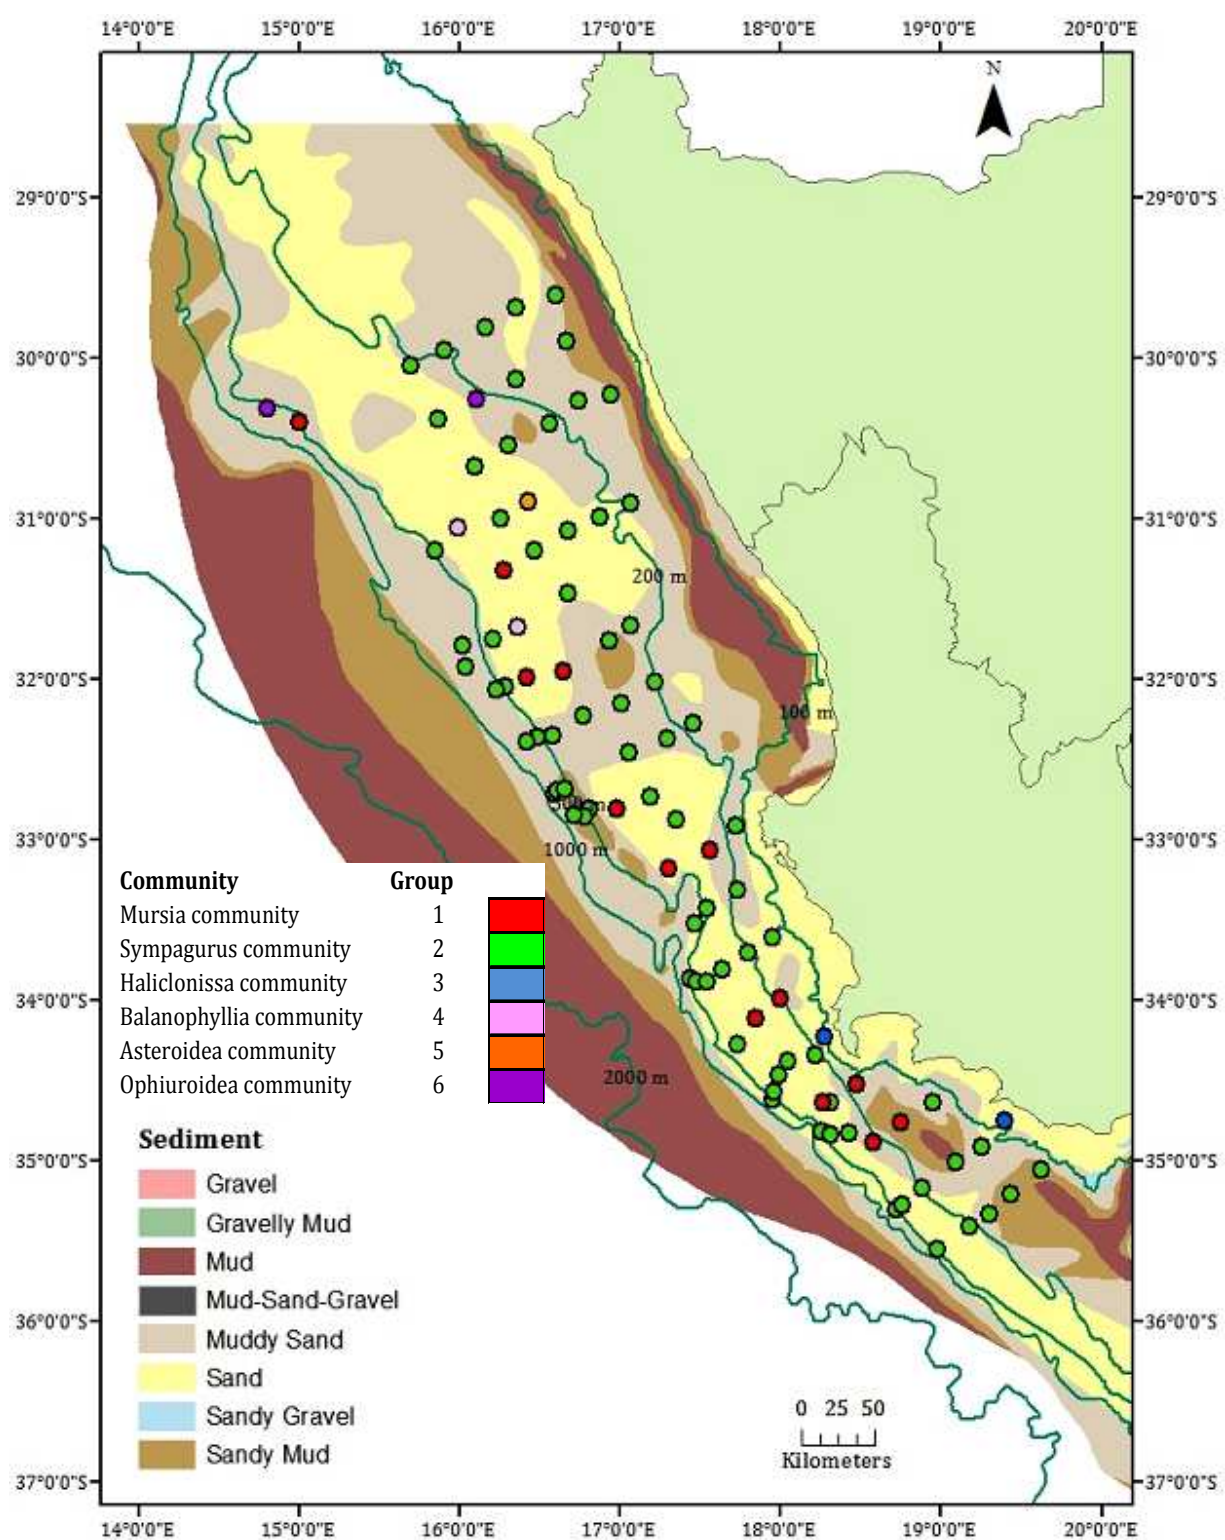 14°0'0"E 15°0'0"E 16°0'0"E 17°0'0"E 18°0'0"E 19°0'0"E 20°0'0"E
N
29°0'0"S 29°0'0"S
30°0'0"S 30°0'0"S
31°0'0"S 31°0'0"S
200 m
32°0'0"S 32°0'0"S
100 m
33°0'0"S 33°0'0"S
1000 m
Community Group
Mursia community 1
Sympagurus community 2
Haliclonissa community 3
Balanophyllia community 4
Asteroidea community 5
Ophiuroidea community 6
34°0'0"S 34°0'0"S
2000 m
Sediment
35°0'0"S 35°0'0"S
Gravel
Gravelly Mud
Mud
Mud-Sand-Gravel
36°0'0"S 36°0'0"S
Muddy Sand
Sand
Sandy Gravel
Sandy Mud
0 25 50
Kilometers
37°0'0"S 37°0'0"S
14°0'0"E 15°0'0"E 16°0'0"E 17°0'0"E 18°0'0"E 19°0'0"E 20°0'0"E